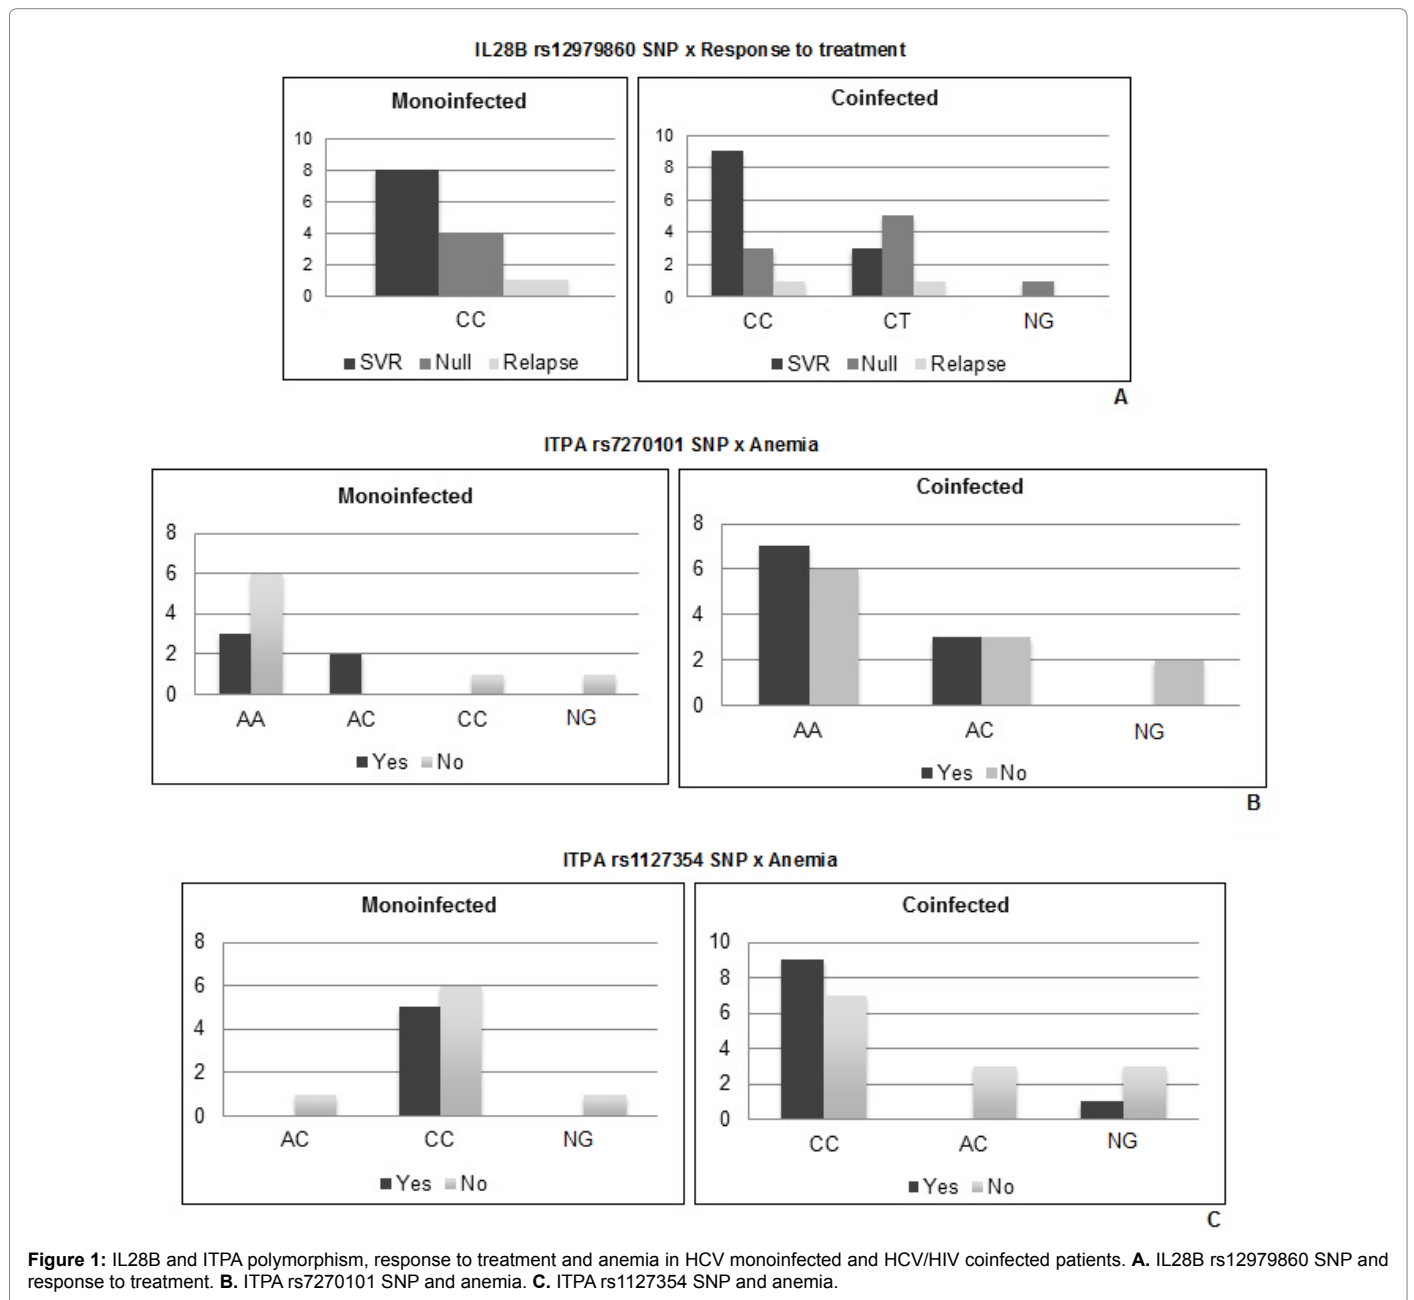 IL28B rs12979860 SNP x Response to treatment
Monoinfected
10
8
6
4
2
0
CC
SVR Null Relapse
Coinfected
10
8
6
4
2
0
CC CT NG
SVR Null Relapse
A
ITPA rs7270101 SNP x Anemia
Monoinfected
8
6
4
2
0
AA AC CC NG
Yes No
Coinfected
8
6
4
2
0
AA AC NG
Yes No
B
ITPA rs1127354 SNP x Anemia
Monoinfected
8
6
4
2
0
AC CC NG
Yes No
Coinfected
10
8
6
4
2
0
CC AC NG
Yes No
C
Figure 1: IL28B and ITPA polymorphism, response to treatment and anemia in HCV monoinfected and HCV/HIV coinfected patients. A. IL28B rs12979860 SNP and
response to treatment. B. ITPA rs7270101 SNP and anemia. C. ITPA rs1127354 SNP and anemia.